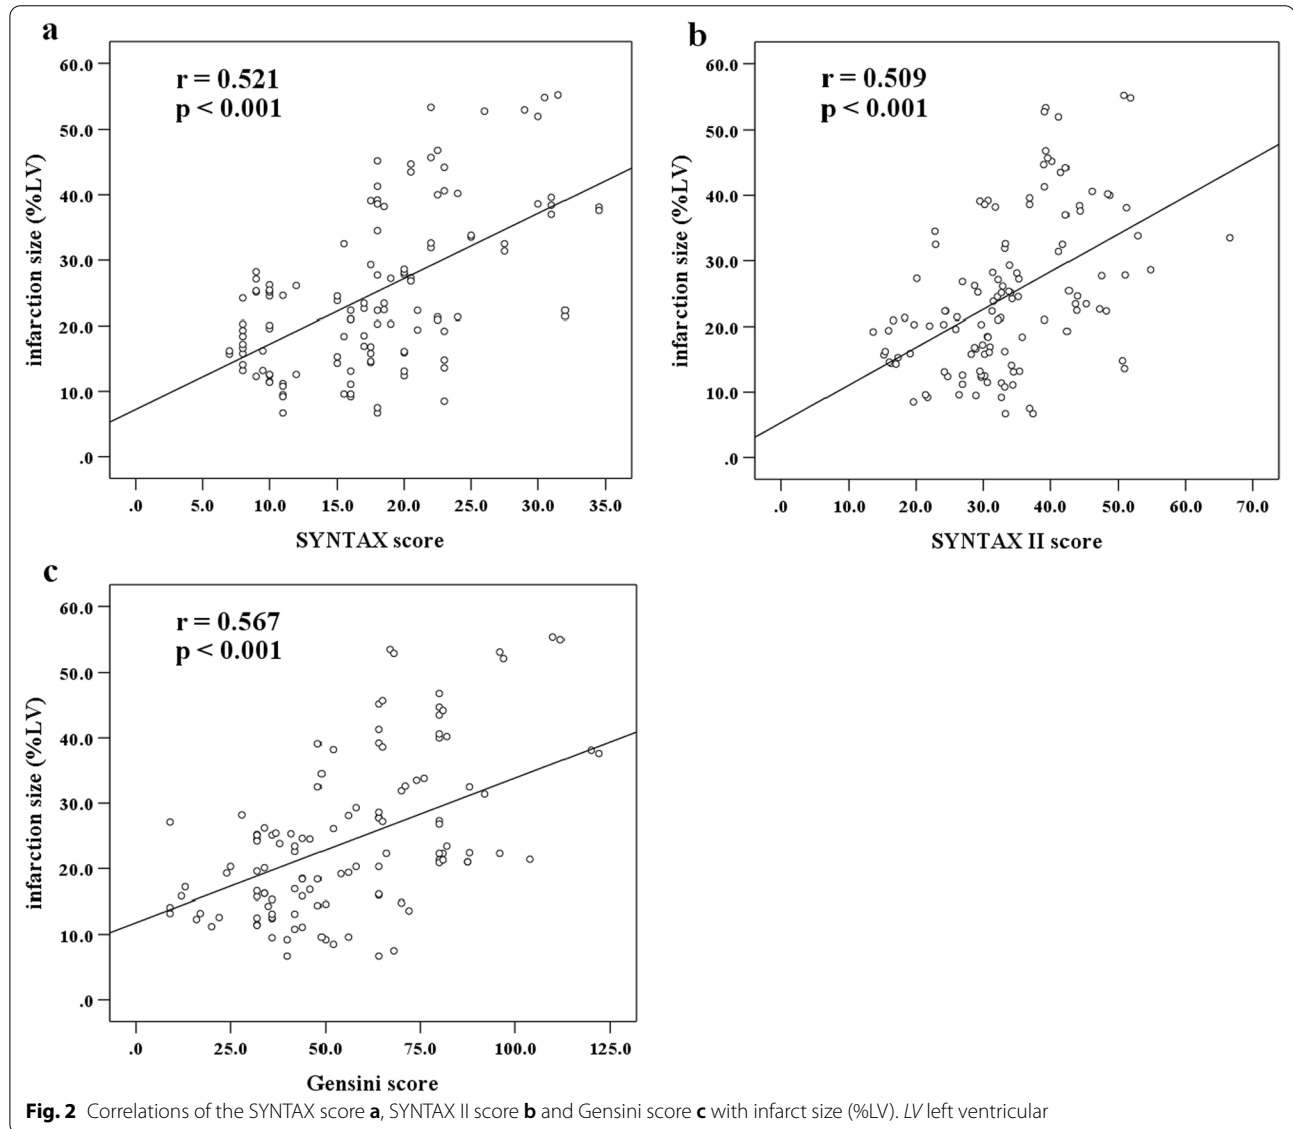 a
r = 0.521
p < 0.001
infarction size (%LV)
60.0
50.0
40.0
30.0
20.0
10.0
.0
.0 5.0 10.0 15.0 20.0 25.0 30.0 35.0
SYNTAX score
b
r = 0.509
p < 0.001
infarction size (%LV)
60.0
50.0
40.0
30.0
20.0
10.0
.0
.0 10.0 20.0 30.0 40.0 50.0 60.0 70.0
SYNTAX II score
c
r = 0.567
p < 0.001
infarction size (%LV)
60.0
50.0
40.0
30.0
20.0
10.0
.0
.0 25.0 50.0 75.0 100.0 125.0
Gensini score
Fig. 2 Correlations of the SYNTAX score a, SYNTAX II score b and Gensini score c with infarct size (%LV). LV left ventricular